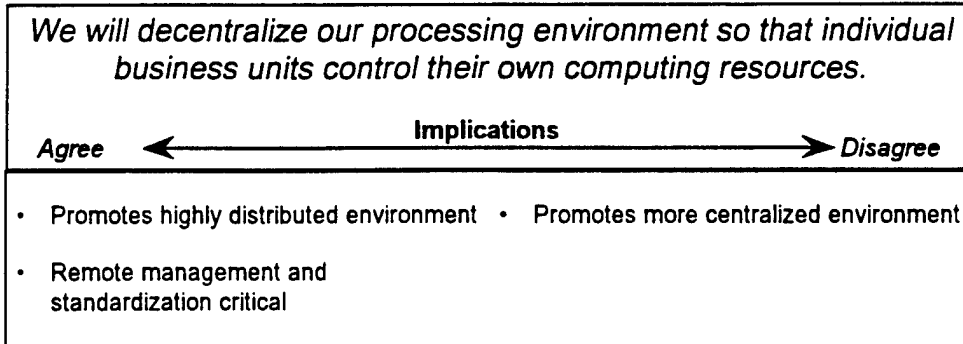 We will decentralize our processing environment so that individual
business units control their own computing resources.
Implications
Agree Disagree
• Promotes highly distributed environment • Promotes more centralized environment
• Remote management and
standardization critical